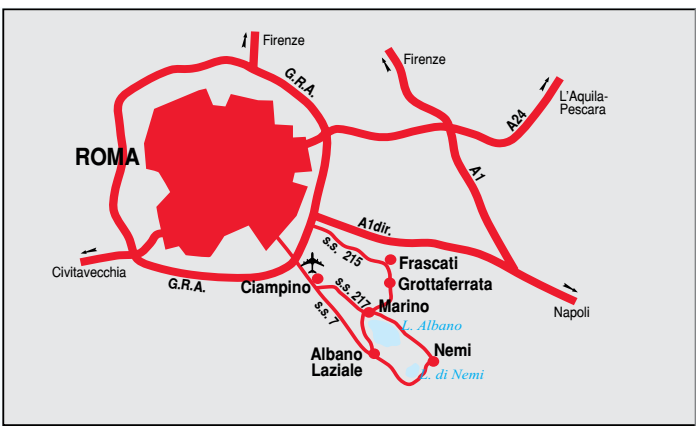 Firenze
Firenze
G.R.A.
L'Aquila-
Pescara
A24
ROMA
A1
A1dir.
s.s. 215
Civitavecchia
Frascati
G.R.A.
Ciampino
Grottaferrata
s.s. 217
Marino
s.s. 7
Napoli
L. Albano
Albano
Laziale
Nemi
L. di Nemi